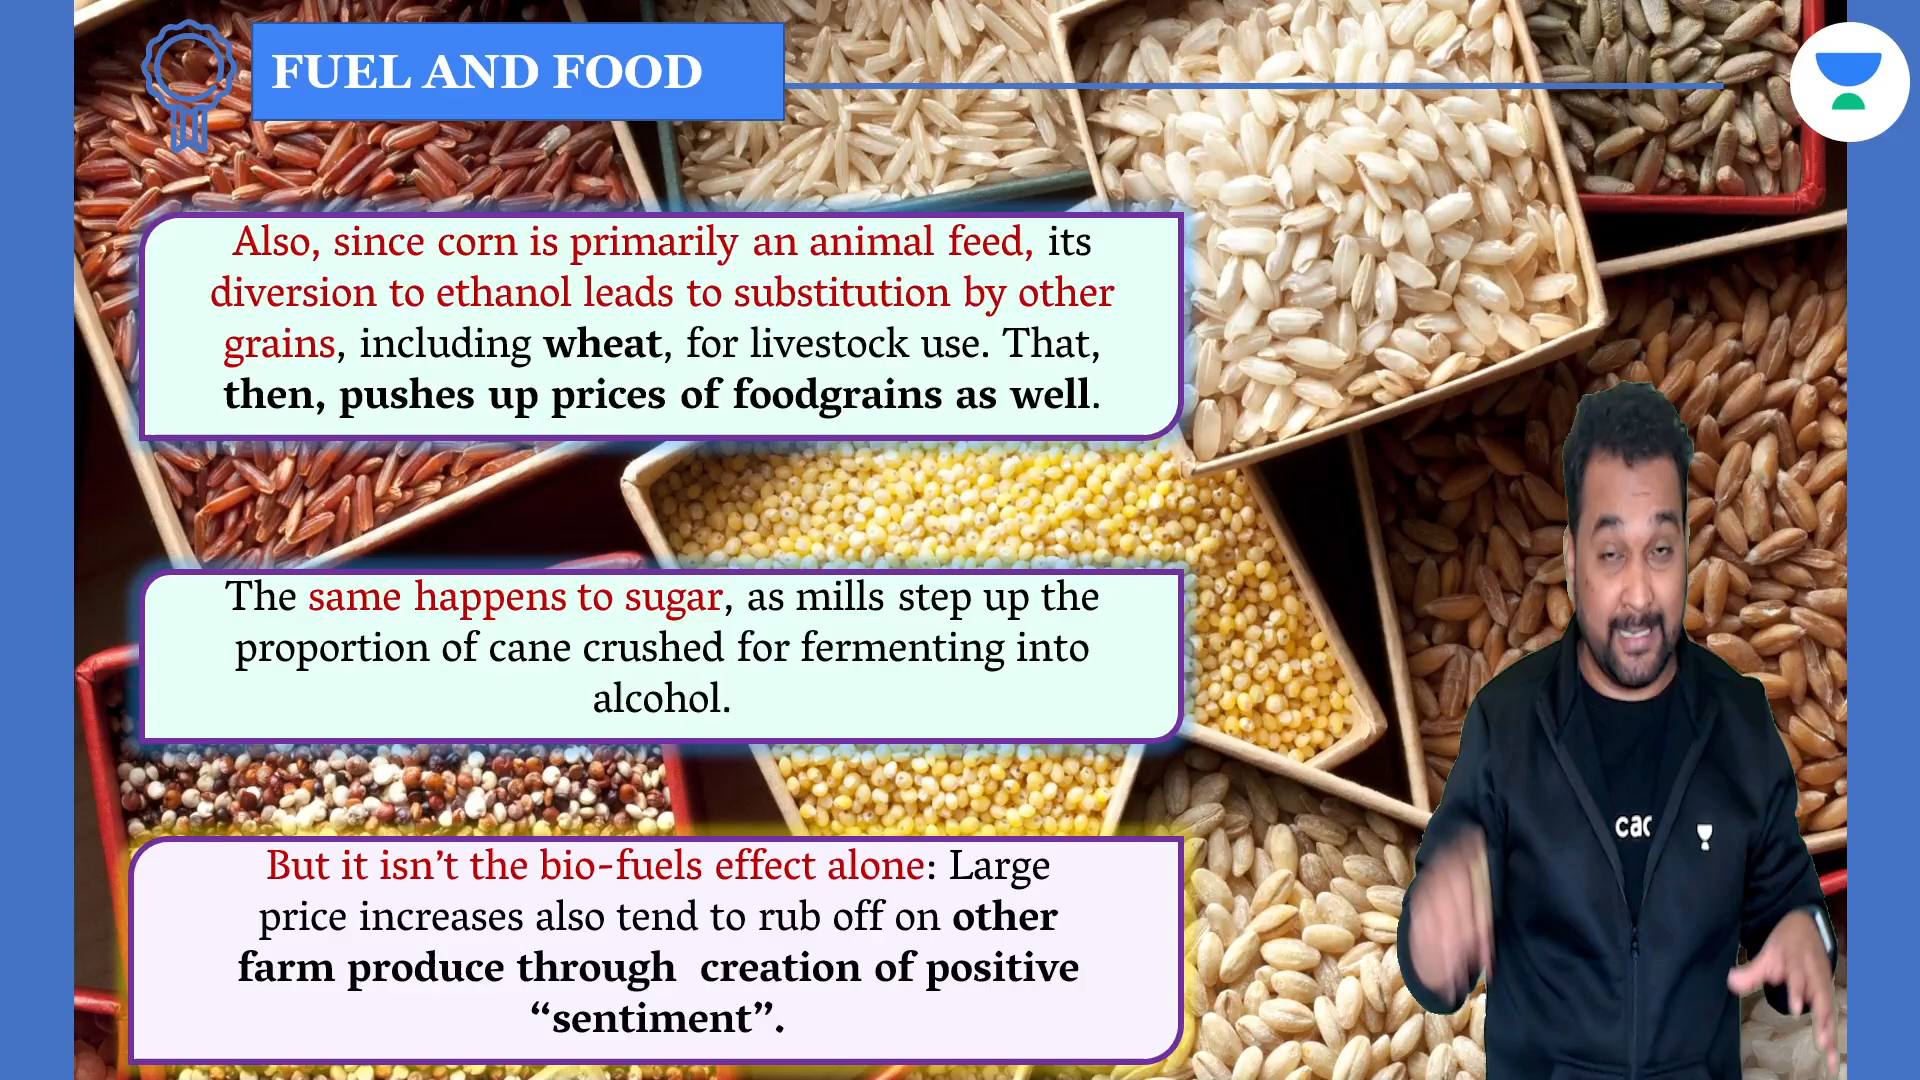 FUEL AND FOOD
Also, since corn is primarily an animal feed, its
diversion to ethanol leads to substitution by other
grains, including wheat, for livestock use. That,
then, pushes up prices of foodgrains as well.
The same happens to sugar, as mills step up the
proportion of cane crushed for fermenting into
alcohol.
But it isn’t the bio-fuels effect alone: Large
price increases also tend to rub off on other
farm produce through creation of positive
“sentiment”.